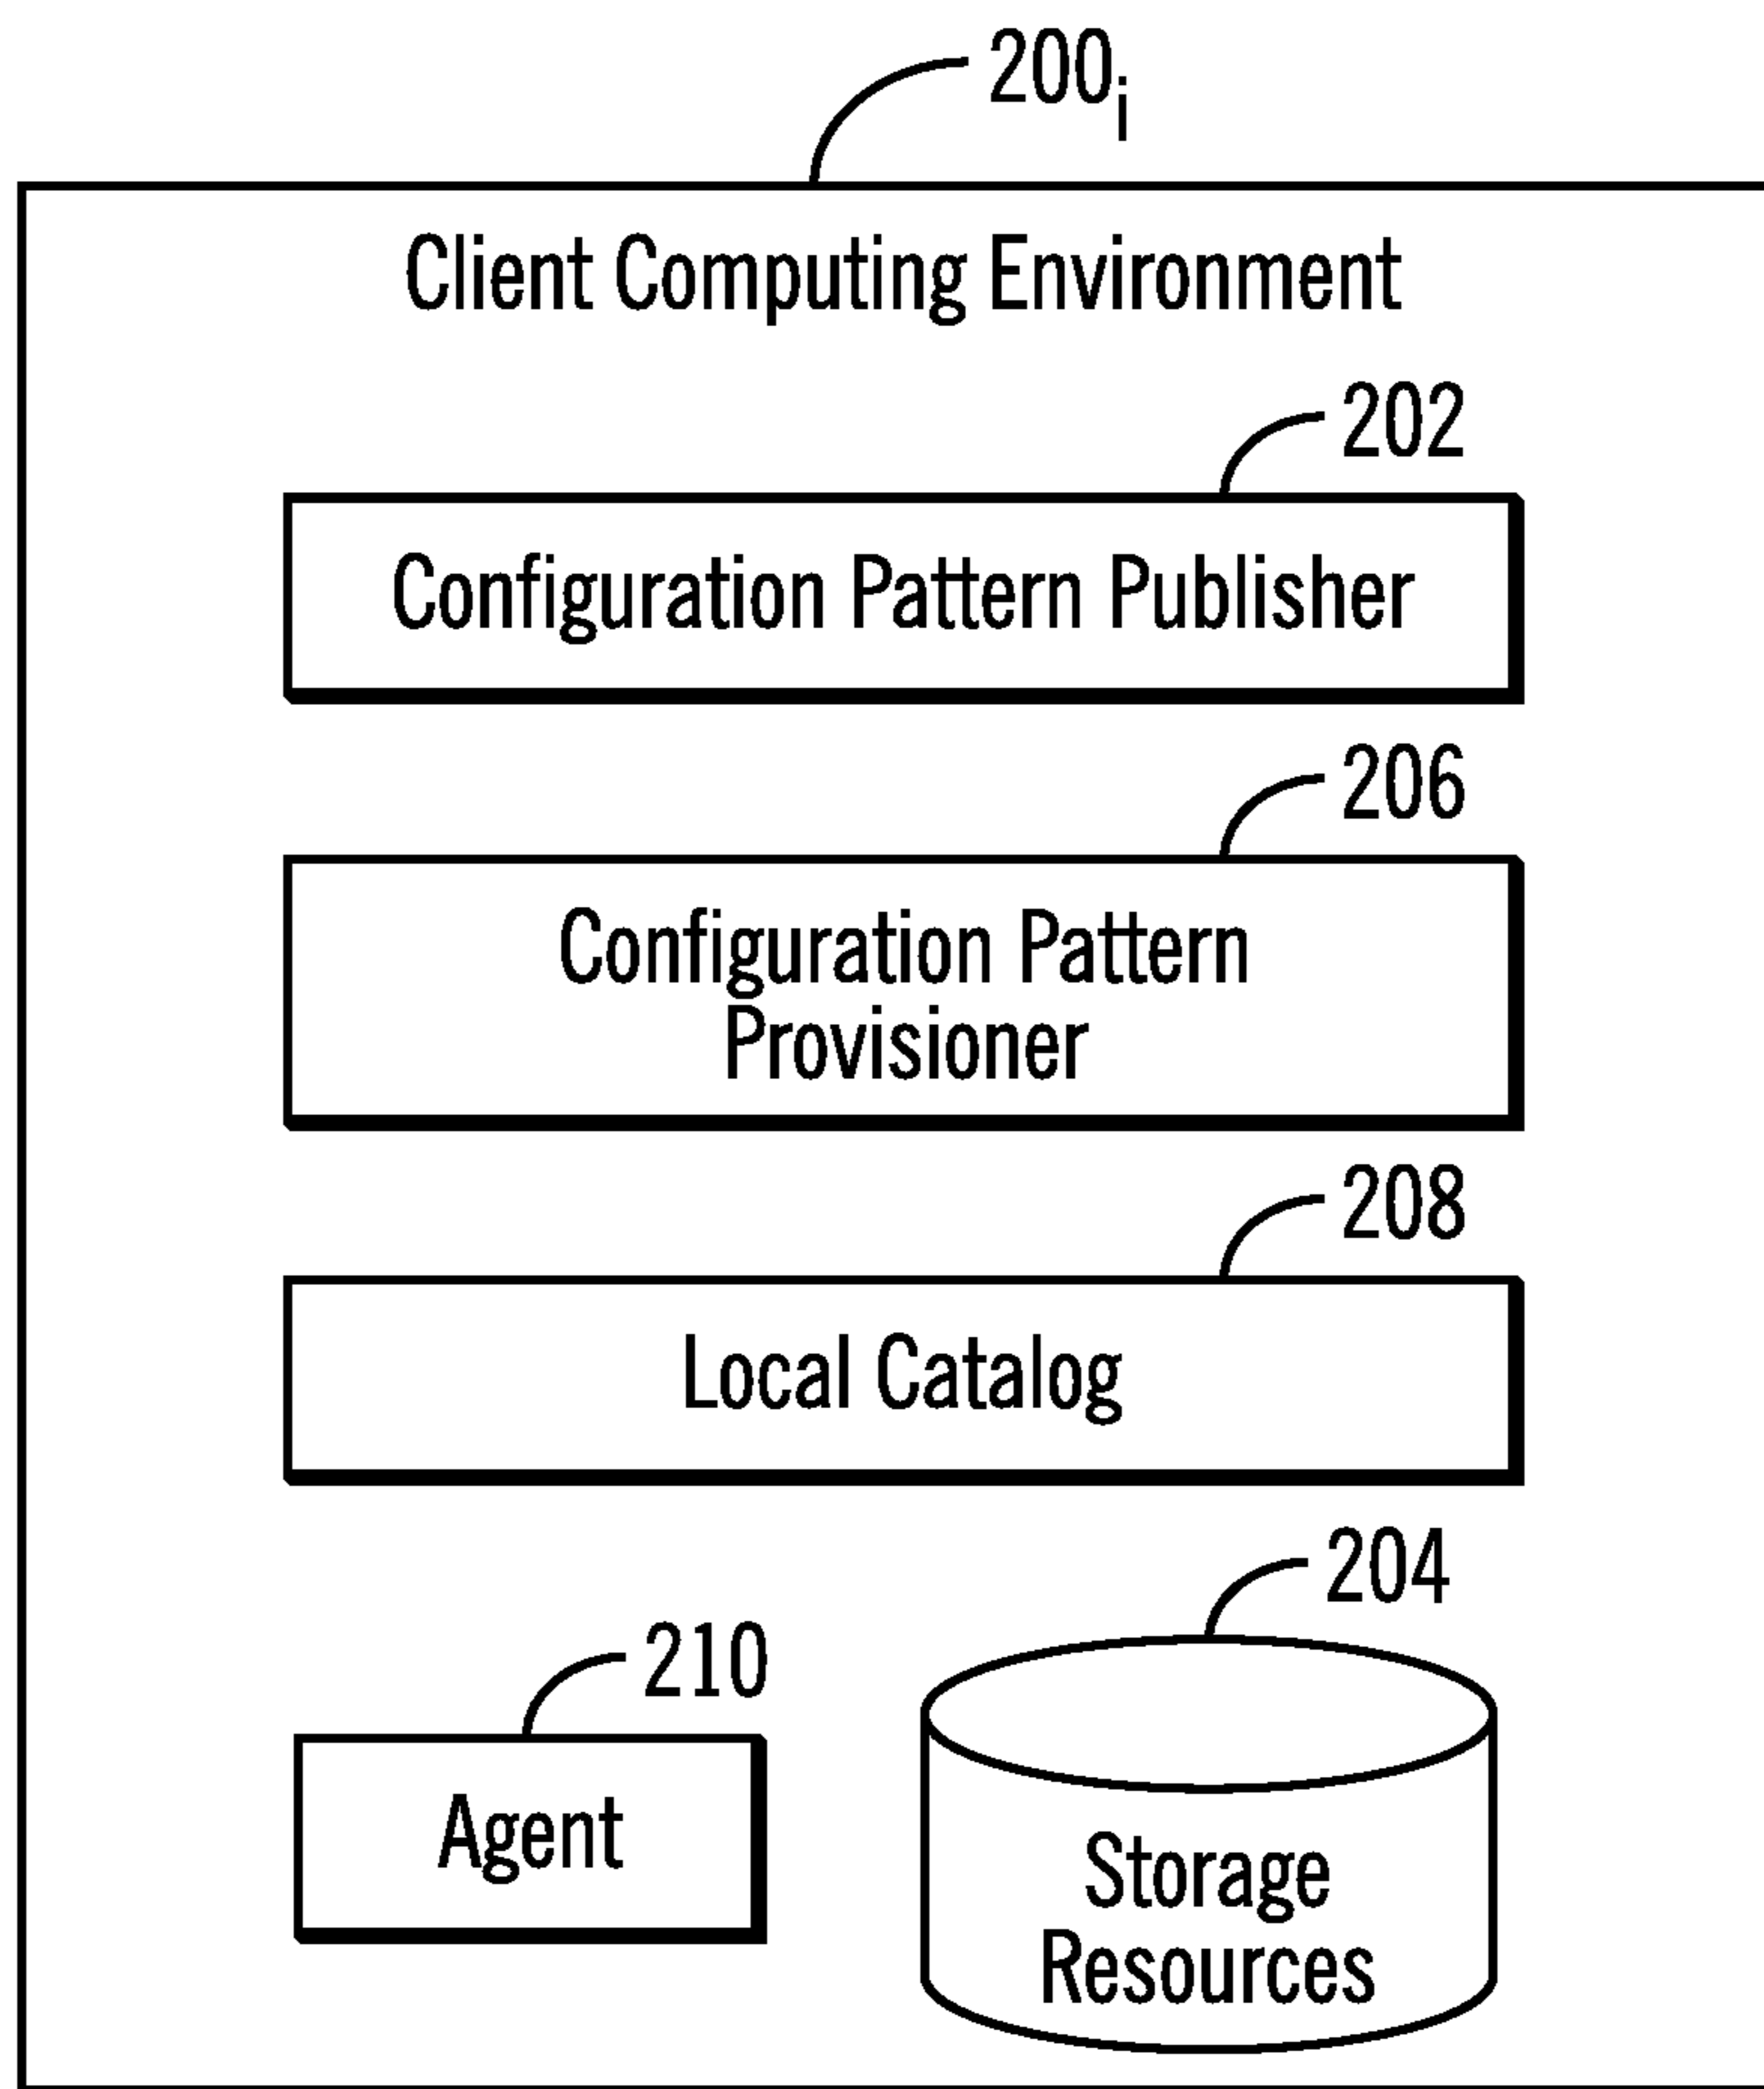 200i
Client Computing Environment
202
Configuration Pattern Publisher
206
Configuration Pattern
Provisioner
208
Local Catalog
204
210
Agent
Storage
Resources